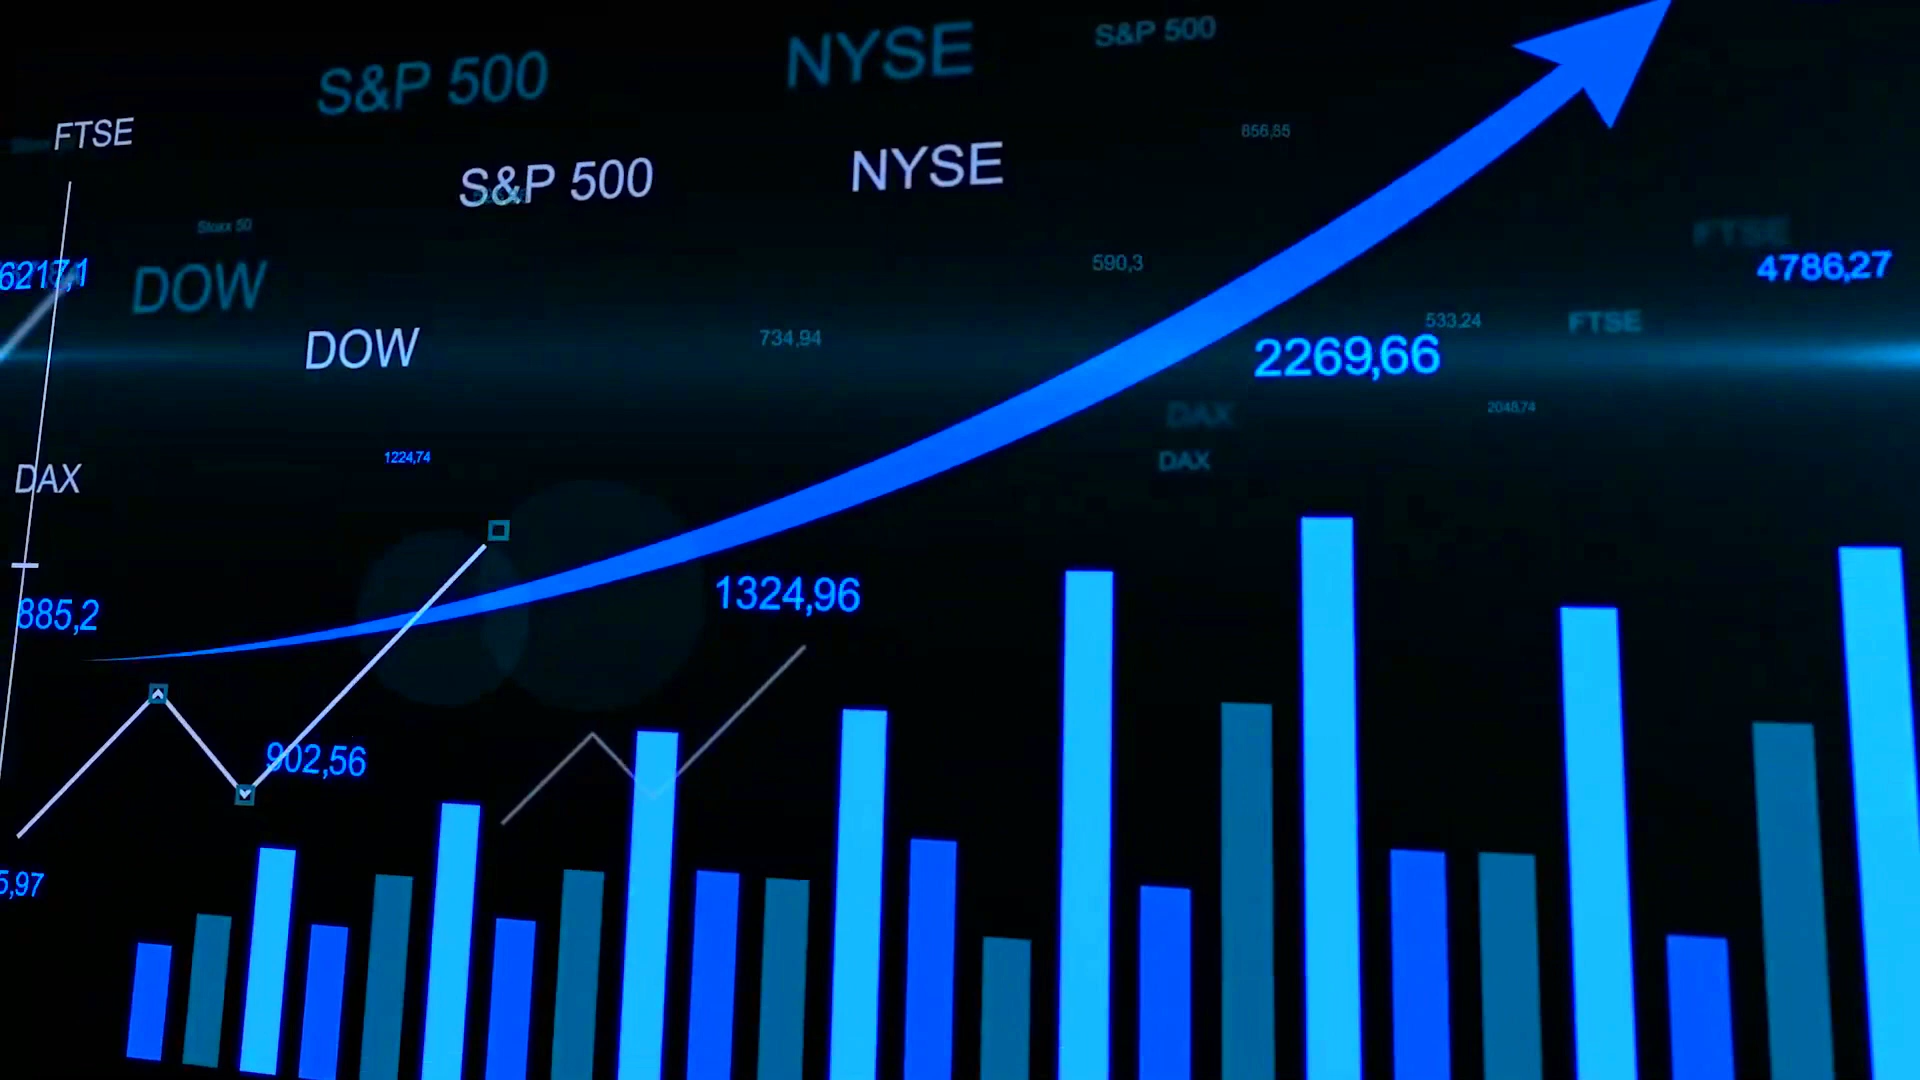 S&P 500
NYSE
S&P 500
FTSE
856,85
S&P 500
NYSE
Stoxx 50
DOW
590,3
4786,27
6217,1
FTSE
533,24
FTSE
734,94
DOW
2269,66
2048,74
DAX
1224,74
DAX
DAX
1324,96
885,2
902,56
5,97